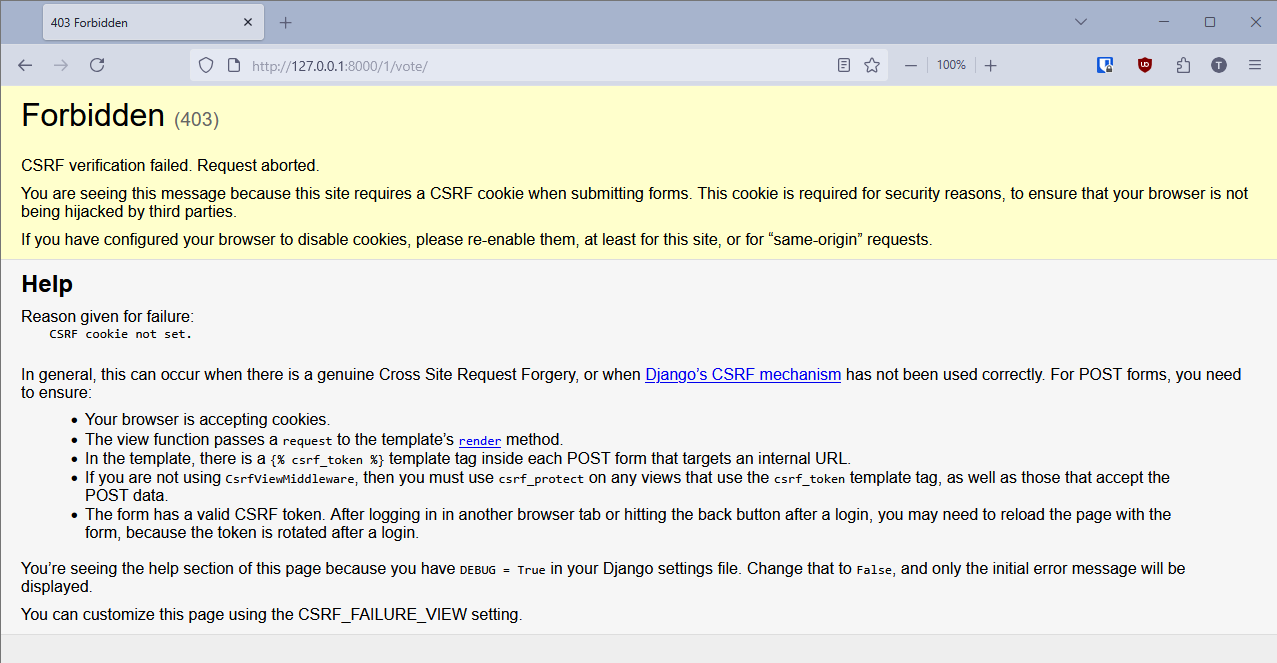 403 Forbidden
http://127.0.0.1:8000/1/vote/
100%
T
Forbidden (403)
CSRF verification failed. Request aborted.
You are seeing this message because this site requires a CSRF cookie when submitting forms. This cookie is required for security reasons, to ensure that your browser is not
being hijacked by third parties.
If you have configured your browser to disable cookies, please re-enable them, at least for this site, or for “same-origin” requests.
Help
Reason given for failure:
CSRF cookie not set.
In general, this can occur when there is a genuine Cross Site Request Forgery, or when Django’s CSRF mechanism has not been used correctly. For POST forms, you need
to ensure:
• Your browser is accepting cookies.
• The view function passes a request to the template’s render method.
• In the template, there is a {% csrf_token %} template tag inside each POST form that targets an internal URL.
• If you are not using CsrfViewMiddleware, then you must use csrf_protect on any views that use the csrf_token template tag, as well as those that accept the
POST data.
• The form has a valid CSRF token. After logging in in another browser tab or hitting the back button after a login, you may need to reload the page with the
form, because the token is rotated after a login.
You’re seeing the help section of this page because you have DEBUG = True in your Django settings file. Change that to False, and only the initial error message will be
displayed.
You can customize this page using the CSRF_FAILURE_VIEW setting.